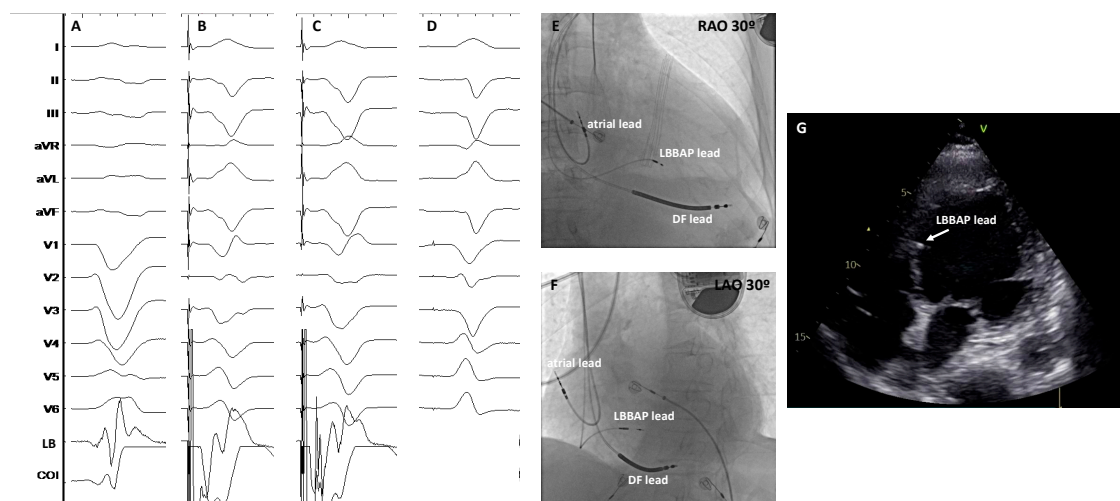 A
B
C
D
I
II
III
aVR
aVL
aVF
V1
V2
V3
V4
V5
V6
LB
COI
E
RAO 30º
atrial lead
LBBAP lead
DF lead
F
LAO 30º
atrial lead
LBBAP lead
DF lead
G
V
5
LBBAP lead
10
15